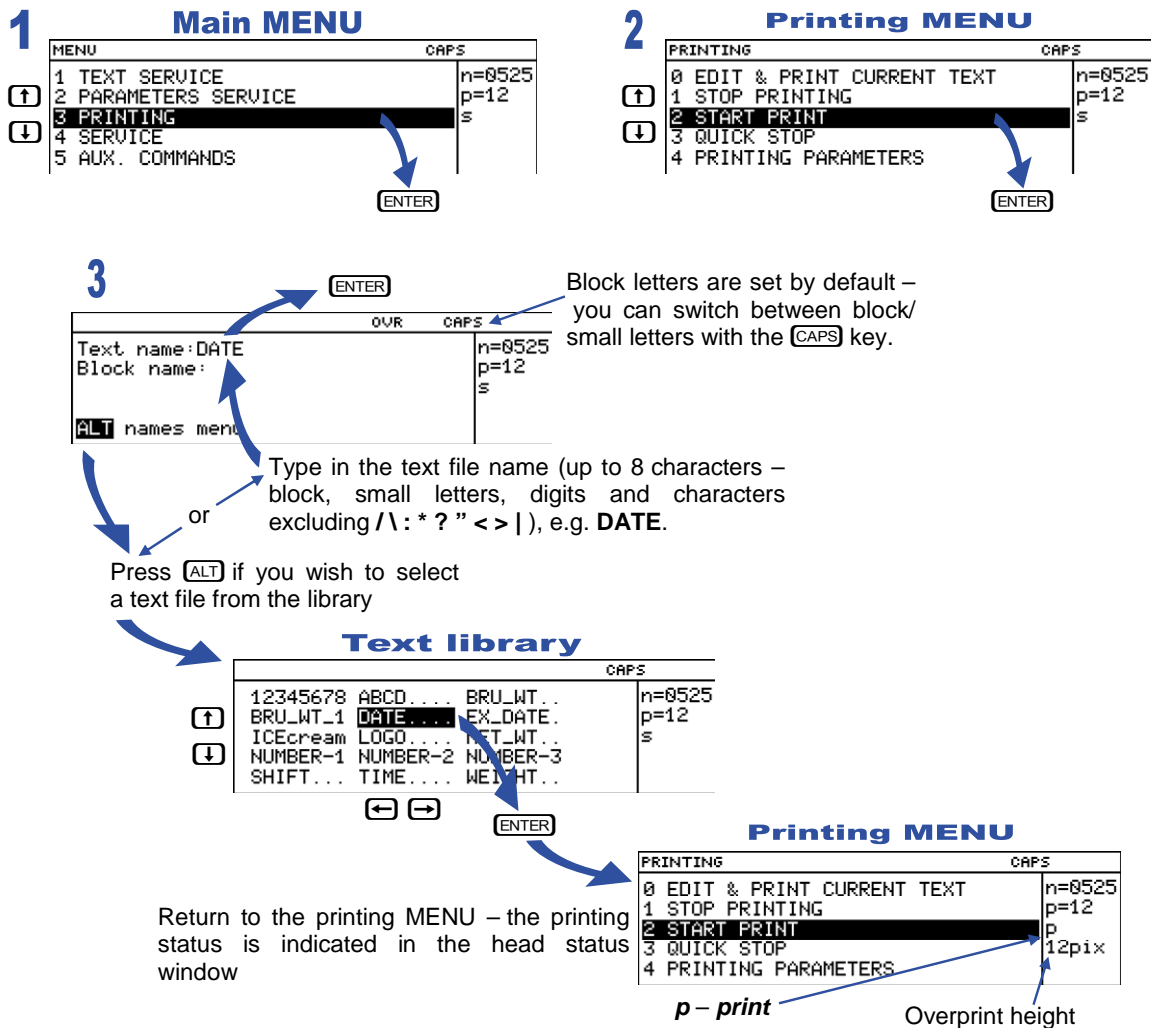 1
Main MENU
MENU CAPS
1 TEXT SERVICE
2 PARAMETERS SERVICE
3 PRINTING
4 SERVICE
5 AUX. COMMANDS
n=0525
p=12
s
ENTER
2
Printing MENU
PRINTING CAPS
0 EDIT & PRINT CURRENT TEXT
1 STOP PRINTING
2 START PRINT
3 QUICK STOP
4 PRINTING PARAMETERS
n=0525
p=12
s
ENTER
3
ENTER
Block letters are set by default –
you can switch between block/
small letters with the CAPS key.
OVR CAPS
Text name:DATE
Block name:
ALT names menu
n=0525
p=12
s
Type in the text file name (up to 8 characters –
block, small letters, digits and characters
excluding / \ : * ? ” < > | ), e.g. DATE.
or
Press ALT if you wish to select
a text file from the library
Text library
CAPS
12345678 ABCD.... BRU_WT..
BRU_WT_1 DATE.... EX_DATE.
ICEcream LOGO.... NET_WT..
NUMBER-1 NUMBER-2 NUMBER-3
SHIFT... TIME.... WEIGHT..
n=0525
p=12
s
ENTER
Printing MENU
PRINTING CAPS
0 EDIT & PRINT CURRENT TEXT
1 STOP PRINTING
2 START PRINT
3 QUICK STOP
4 PRINTING PARAMETERS
n=0525
p=12
p
12pix
Return to the printing MENU – the printing
status is indicated in the head status
window
p – print
Overprint height